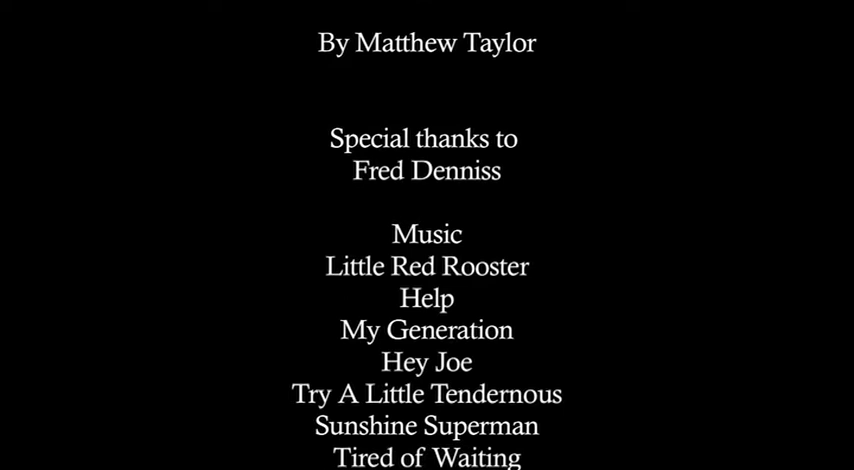 By Matthew Taylor
Special thanks to
Fred Denniss
Music
Little Red Rooster
Help
My Generation
Hey Joe
Try A Little Tendernous
Sunshine Superman
Tired of Waiting